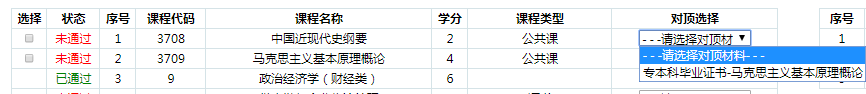 选择 状态 序号 课程代码 课程名称 学分 课程类型 对顶选择 序号
未通过 1 3708 中国近现代史纲要 2 公共课 - - -请选择对顶材 1
未通过 2 3709 马克思主义基本原理概论 4 公共课 - - -请选择对顶材料- - -
已通过 3 9 政治经济学（财经类） 6 专本科毕业证书-马克思主义基本原理概论